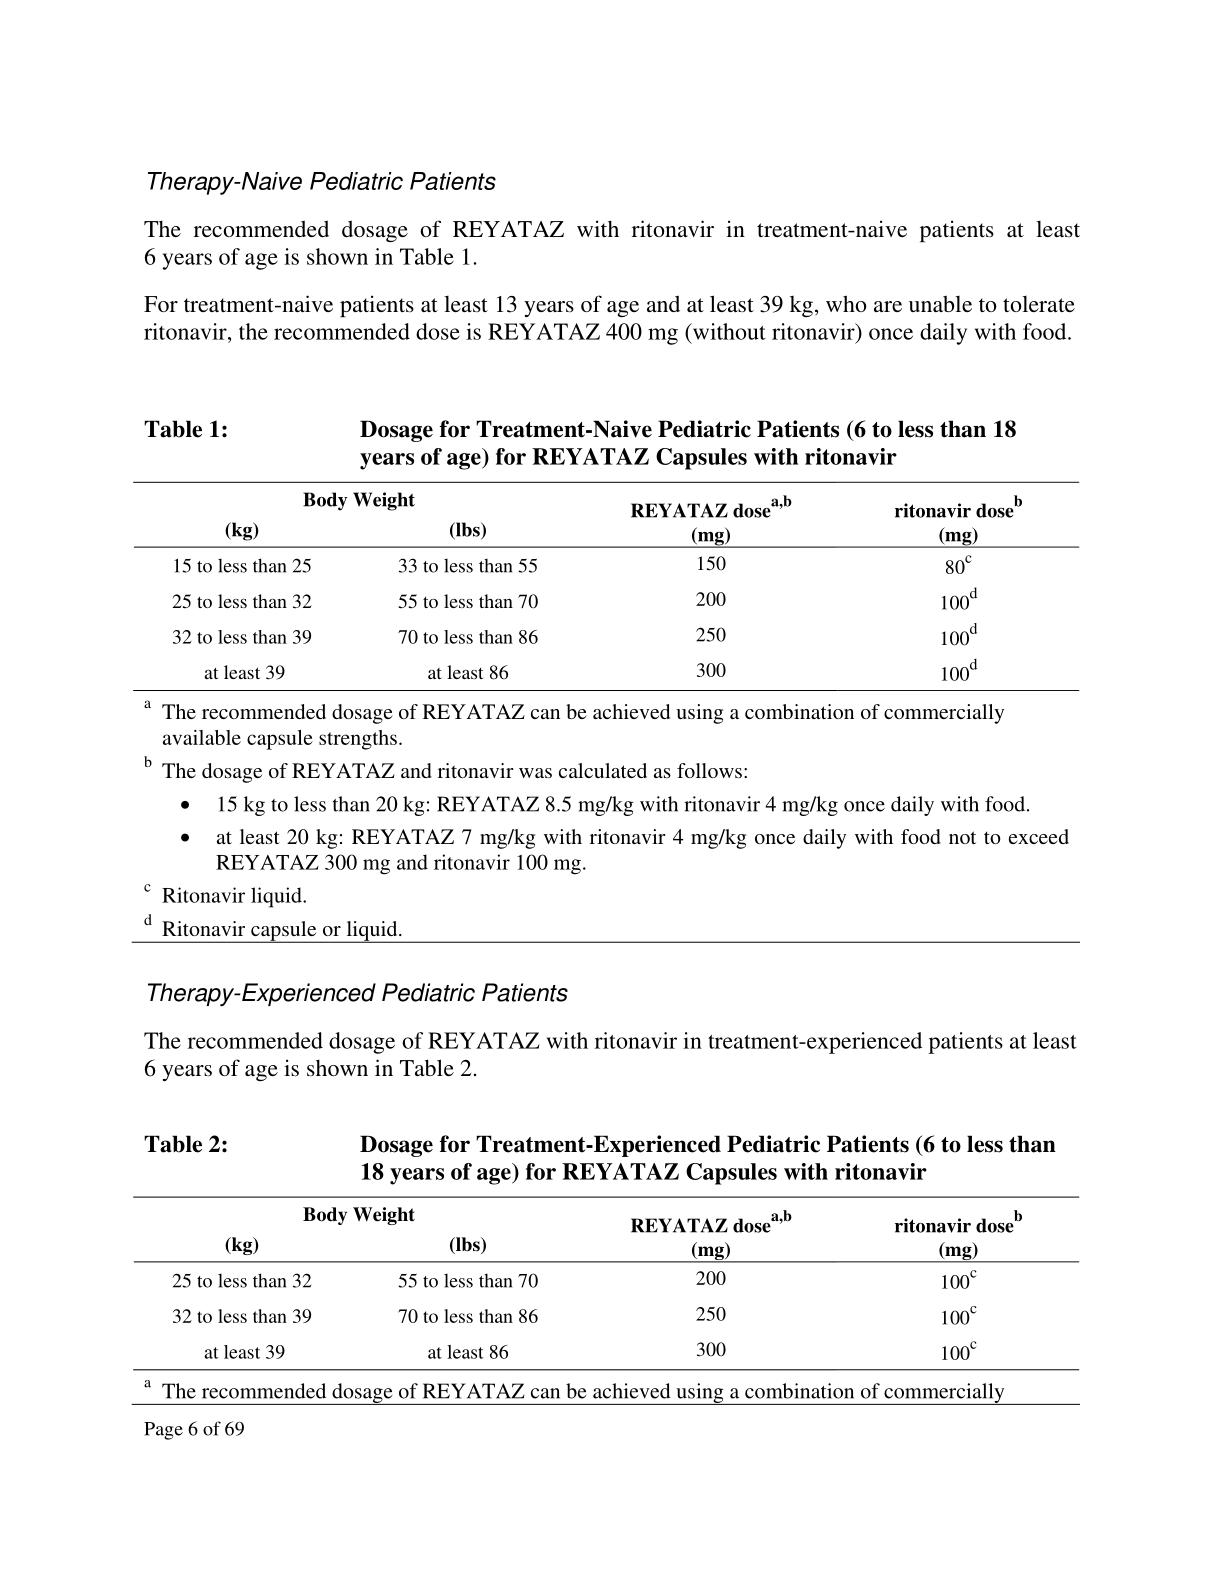 Therapy-Naive Pediatric Patients
The recommended dosage of REYATAZ with ritonavir in treatment-naive patients at least
6 years of age is shown in Table 1.
For treatment-naive patients at least 13 years of age and at least 39 kg, who are unable to tolerate
ritonavir, the recommended dose is REYATAZ 400 mg (without ritonavir) once daily with food.
Table 1: Dosage for Treatment-Naive Pediatric Patients (6 to less than 18
years of age) for REYATAZ Capsules with ritonavir
Body Weight REYATAZ dose a,b ritonavir dose b
(kg) (lbs) (mg) (mg)
15 to less than 25 33 to less than 55 150 80 c
25 to less than 32 55 to less than 70 200 100 d
32 to less than 39 70 to less than 86 250 100 d
at least 39 at least 86 300 100 d
a The recommended dosage of REYATAZ can be achieved using a combination of commercially
available capsule strengths.
b The dosage of REYATAZ and ritonavir was calculated as follows:
• 15 kg to less than 20 kg: REYATAZ 8.5 mg/kg with ritonavir 4 mg/kg once daily with food.
• at least 20 kg: REYATAZ 7 mg/kg with ritonavir 4 mg/kg once daily with food not to exceed
REYATAZ 300 mg and ritonavir 100 mg.
c Ritonavir liquid.
d Ritonavir capsule or liquid.
Therapy-Experienced Pediatric Patients
The recommended dosage of REYATAZ with ritonavir in treatment-experienced patients at least
6 years of age is shown in Table 2.
Table 2: Dosage for Treatment-Experienced Pediatric Patients (6 to less than
18 years of age) for REYATAZ Capsules with ritonavir
Body Weight REYATAZ dose a,b ritonavir dose b
(kg) (lbs) (mg) (mg)
25 to less than 32 55 to less than 70 200 100 c
32 to less than 39 70 to less than 86 250 100 c
at least 39 at least 86 300 100 c
a The recommended dosage of REYATAZ can be achieved using a combination of commercially
Page 6 of 69